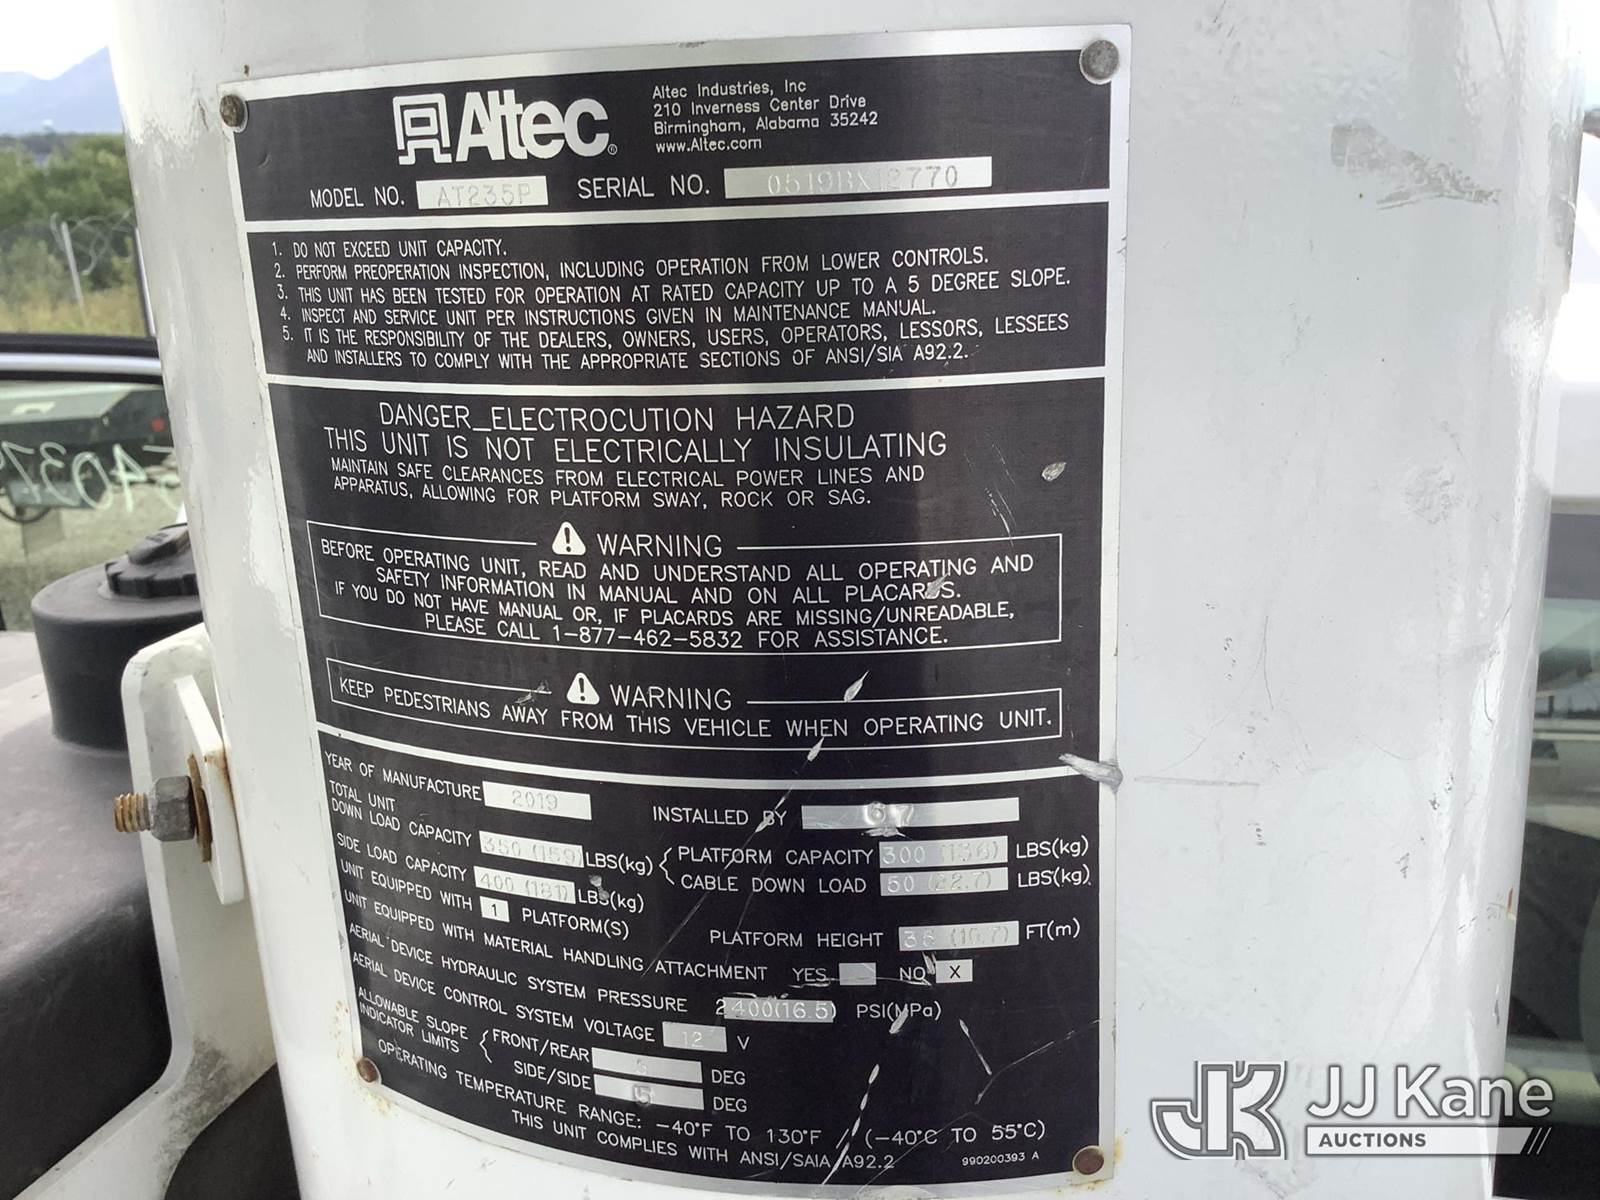 Altec®
Altec Industries, Inc
210 Inverness Center Drive
Birmingham, Alabama 35242
www.Altec.com
MODEL NO. AT235P SERIAL NO. 0519BX12770
1. DO NOT EXCEED UNIT CAPACITY.
2. PERFORM PREOPERATION INSPECTION, INCLUDING OPERATION FROM LOWER CONTROLS.
3. THIS UNIT HAS BEEN TESTED FOR OPERATION AT RATED CAPACITY UP TO A 5 DEGREE SLOPE.
4. INSPECT AND SERVICE UNIT PER INSTRUCTIONS GIVEN IN MAINTENANCE MANUAL.
5. IT IS THE RESPONSIBILITY OF THE DEALERS, OWNERS, USERS, OPERATORS, LESSORS, LESSEES
AND INSTALLERS TO COMPLY WITH THE APPROPRIATE SECTIONS OF ANSI/SIA A92.2.
DANGER_ELECTROCUTION HAZARD
THIS UNIT IS NOT ELECTRICALLY INSULATING
MAINTAIN SAFE CLEARANCES FROM ELECTRICAL POWER LINES AND
APPARATUS, ALLOWING FOR PLATFORM SWAY, ROCK OR SAG.
WARNING
BEFORE OPERATING UNIT, READ AND UNDERSTAND ALL OPERATING AND
SAFETY INFORMATION IN MANUAL AND ON ALL PLACARDS.
IF YOU DO NOT HAVE MANUAL OR, IF PLACARDS ARE MISSING/UNREADABLE,
PLEASE CALL 1-877-462-5832 FOR ASSISTANCE.
WARNING
KEEP PEDESTRIANS AWAY FROM THIS VEHICLE WHEN OPERATING UNIT.
YEAR OF MANUFACTURE 2019 INSTALLED BY 67
TOTAL UNIT
DOWN LOAD CAPACITY 350 (159) LBS(kg) { PLATFORM CAPACITY 300 (136) LBS(kg)
CABLE DOWN LOAD 50 (22.7) LBS(kg)
SIDE LOAD CAPACITY 400 (181) LBS(kg)
UNIT EQUIPPED WITH 1 PLATFORM(S) PLATFORM HEIGHT 35 (10.7) FT(m)
UNIT EQUIPPED WITH MATERIAL HANDLING ATTACHMENT YES NO X
AERIAL DEVICE HYDRAULIC SYSTEM PRESSURE 2400(16.5) PSI(MPa)
AERIAL DEVICE CONTROL SYSTEM VOLTAGE 12 V
ALLOWABLE SLOPE
INDICATOR LIMITS { FRONT/REAR 5 DEG
SIDE/SIDE 5 DEG
OPERATING TEMPERATURE RANGE: -40°F TO 130°F / (-40°C TO 55°C)
THIS UNIT COMPLIES WITH ANSI/SAIA A92.2
990200393 A
JK JJ Kane
AUCTIONS